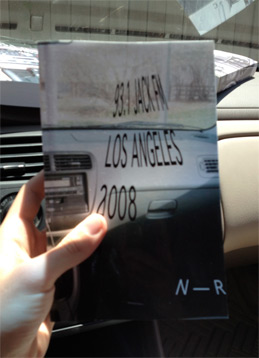 93.1 JACK FM
LOS ANGELES
2008
N — R